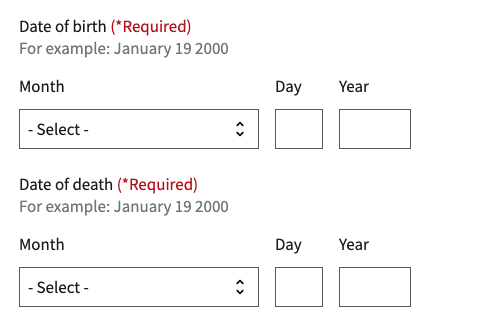 Date of birth (*Required)
For example: January 19 2000
Month Day Year
- Select -
Date of death (*Required)
For example: January 19 2000
Month Day Year
- Select -